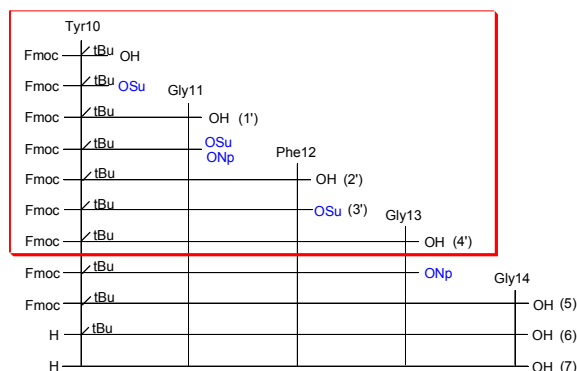 Tyr10
Fmoc tBu OH
Fmoc tBu OSu Gly11
Fmoc tBu OH (1')
Fmoc tBu OSu
ONp Phe12
Fmoc tBu OH (2')
Fmoc tBu OSu (3') Gly13
Fmoc tBu OH (4')
Fmoc tBu ONp Gly14
Fmoc tBu OH (5)
H tBu OH (6)
H OH (7)